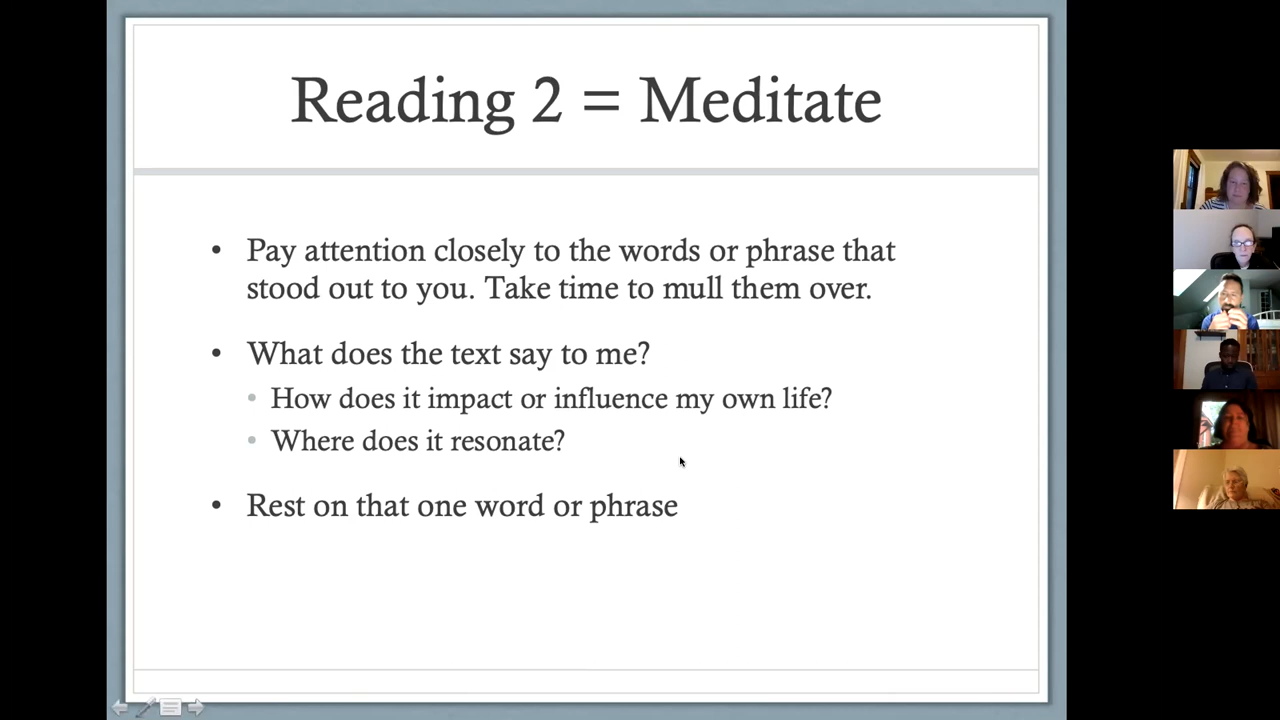 Reading 2 = Meditate
• Pay attention closely to the words or phrase that
stood out to you. Take time to mull them over.
• What does the text say to me?
• How does it impact or influence my own life?
• Where does it resonate?
• Rest on that one word or phrase